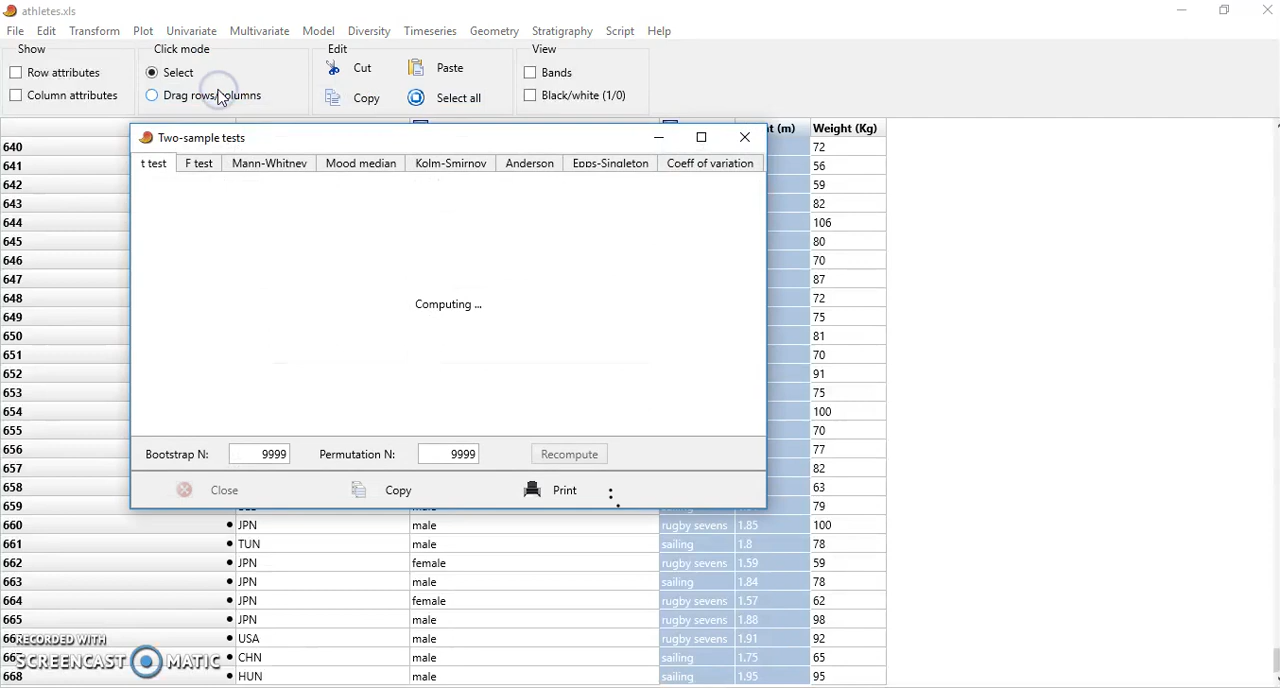 athletes.xls
File Edit Transform Plot Univariate Multivariate Model Diversity Timeseries Geometry Stratigraphy Script Help
Show Click mode Edit View
Row attributes Select Cut Paste Bands
Column attributes Drag rows/columns Copy Select all Black/white (1/0)
(m) Weight (Kg)
Two-sample tests
t test F test Mann-Whitney Mood median Kolm-Smirnov Anderson Epps-Singleton Coeff of variation
Computing ...
Bootstrap N: 9999 Permutation N: 9999 Recompute
Close Copy Print
640 72
641 56
642 59
643 82
644 106
645 80
646 70
647 87
648 72
649 75
650 81
651 70
652 91
653 75
654 100
655 70
656 77
657 82
658 63
659 79
660 JPN male rugby sevens 1.85 100
661 TUN male sailing 1.8 78
662 JPN female rugby sevens 1.59 59
663 JPN male sailing 1.84 78
664 JPN female rugby sevens 1.57 62
665 JPN male rugby sevens 1.88 98
USA male rugby sevens 1.91 92
CHN male sailing 1.75 65
668 HUN male sailing 1.95 95
RECORDED WITH
SCREENCAST MATIC